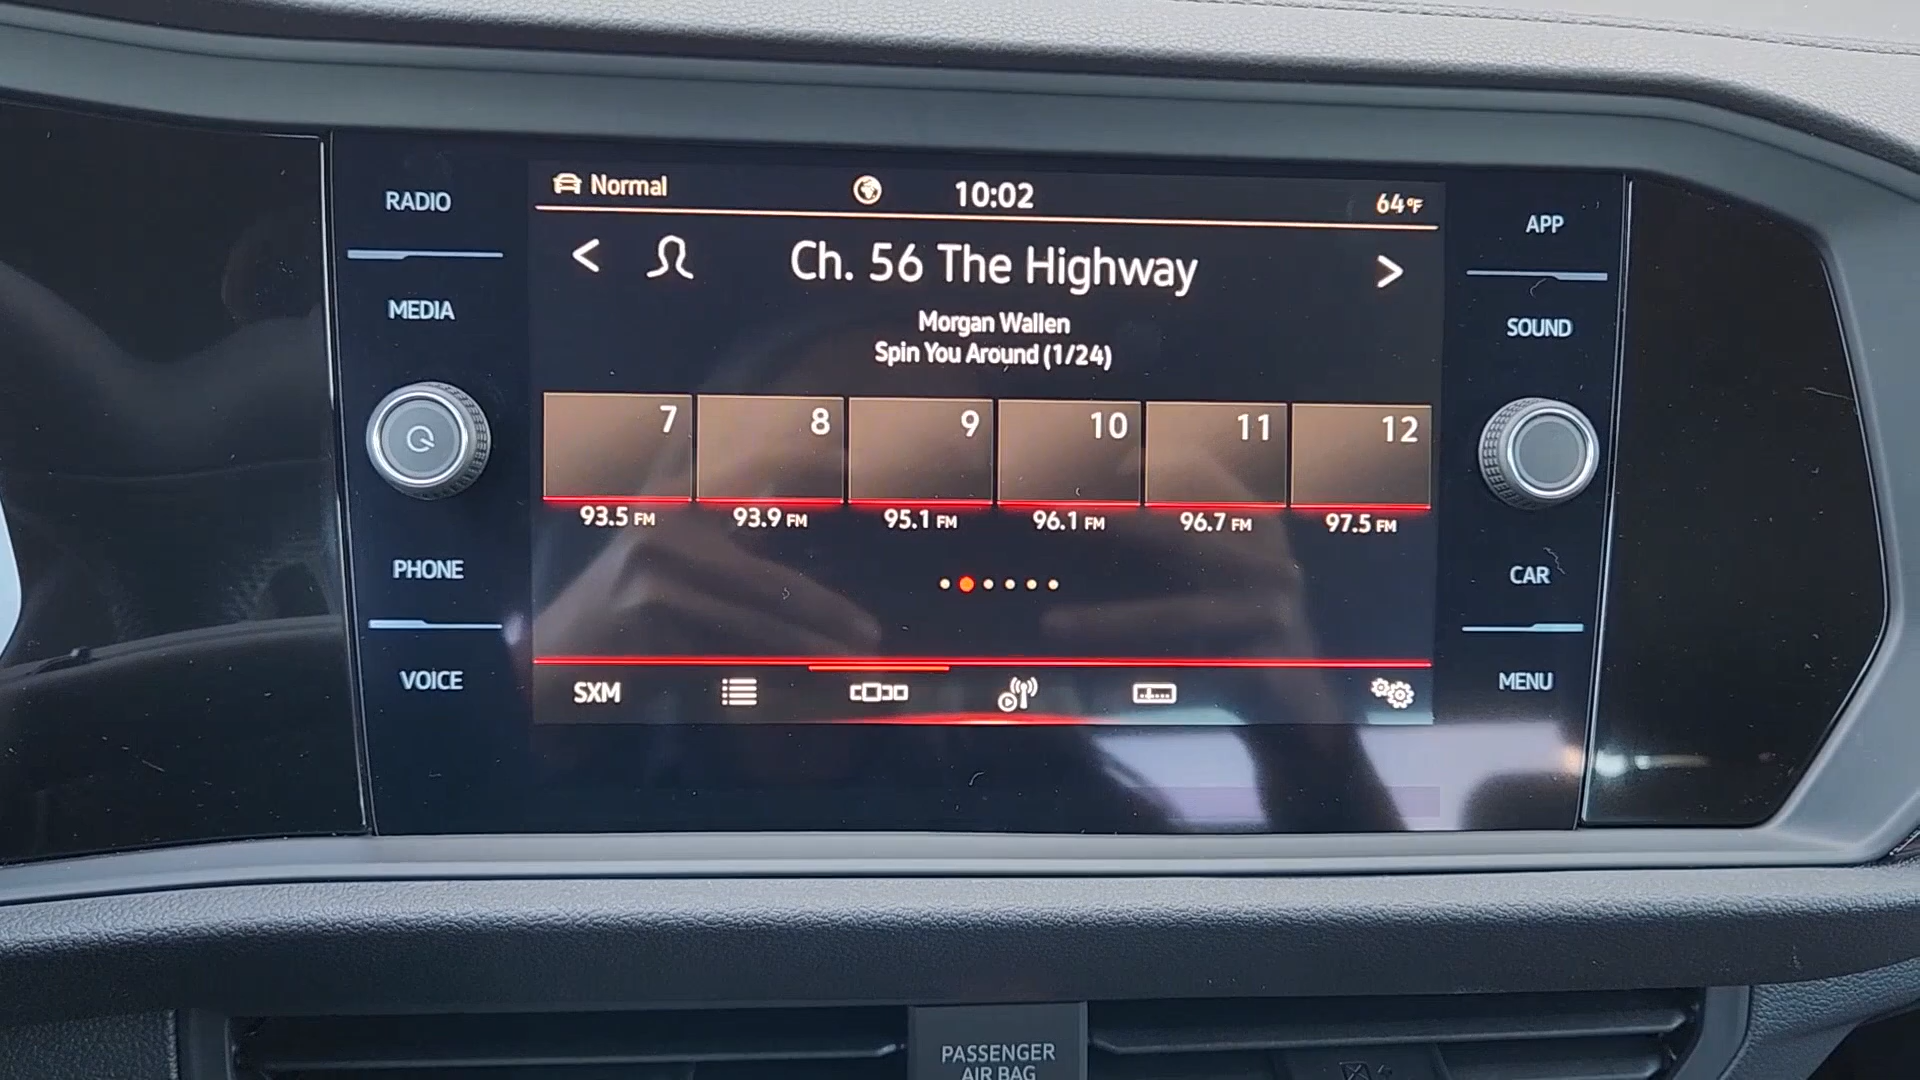 RADIO
MEDIA
PHONE
VOICE
Normal
10:02
64°F
< Ch. 56 The Highway >
Morgan Wallen
Spin You Around (1/24)
7 8 9 10 11 12
93.5 FM 93.9 FM 95.1 FM 96.1 FM 96.7 FM 97.5 FM
SXM
APP
SOUND
CAR
MENU
PASSENGER
AIR BAG